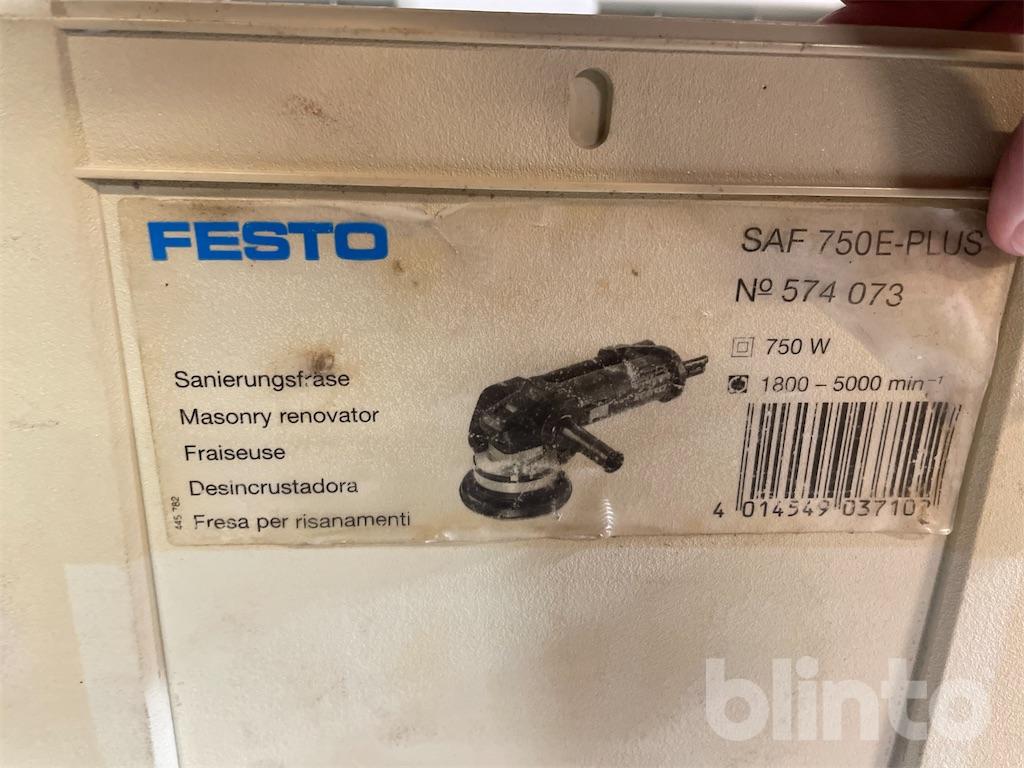 FESTO
SAF 750E-PLUS
Nº 574 073
750 W
1800 – 5000 min⁻¹
Sanierungsfräse
Masonry renovator
Fraiseuse
Desincrustadora
Fresa per risanamenti
445 782
4 014549 037102
blinto